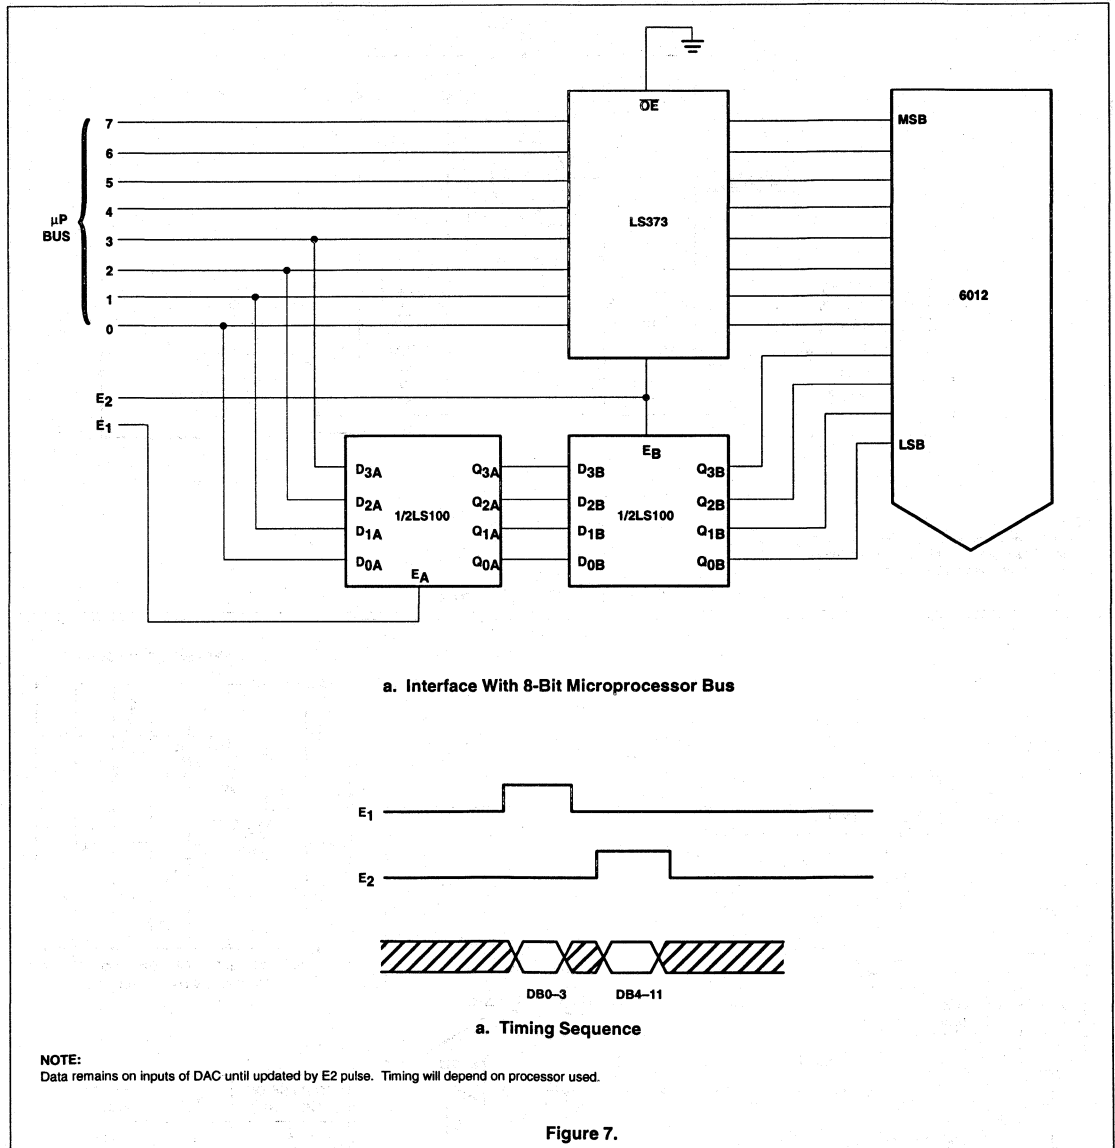 OE
7
MSB
6
5
4
LS373
3
µP
BUS
2
6012
1
0
E2
E1
EB
LSB
D3A
Q3A
D3B
Q3B
D2A
Q2A
D2B
Q2B
1/2LS100
1/2LS100
D1A
Q1A
D1B
Q1B
D0A
Q0A
D0B
Q0B
EA
a. Interface With 8-Bit Microprocessor Bus
E1
E2
DB0–3
DB4–11
a. Timing Sequence
NOTE:
Data remains on inputs of DAC until updated by E2 pulse. Timing will depend on processor used.
Figure 7.